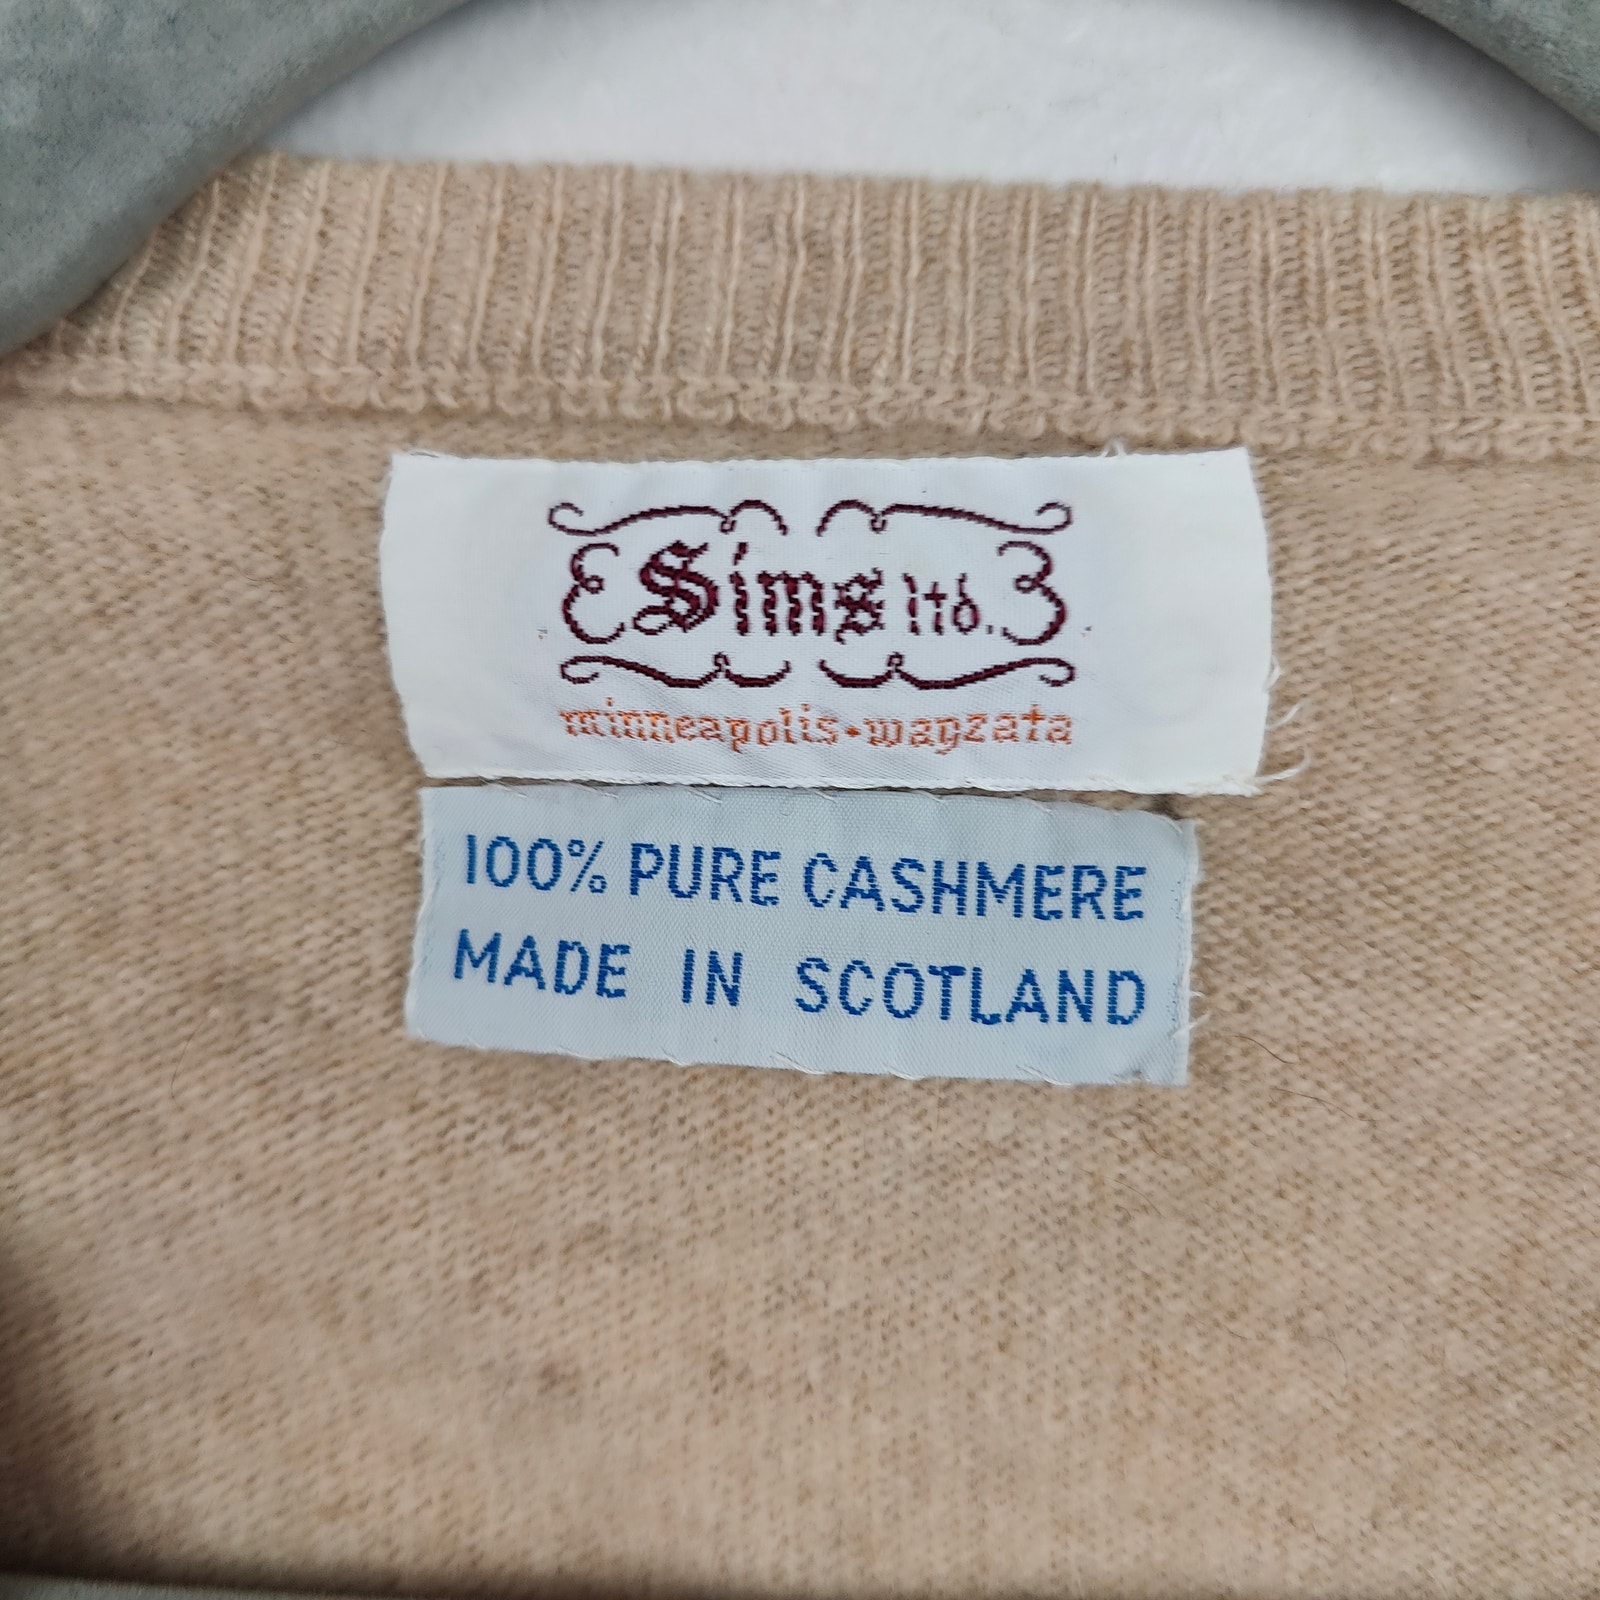 Sims ltd.
minneapolis • wayzata
100% PURE CASHMERE
MADE IN SCOTLAND